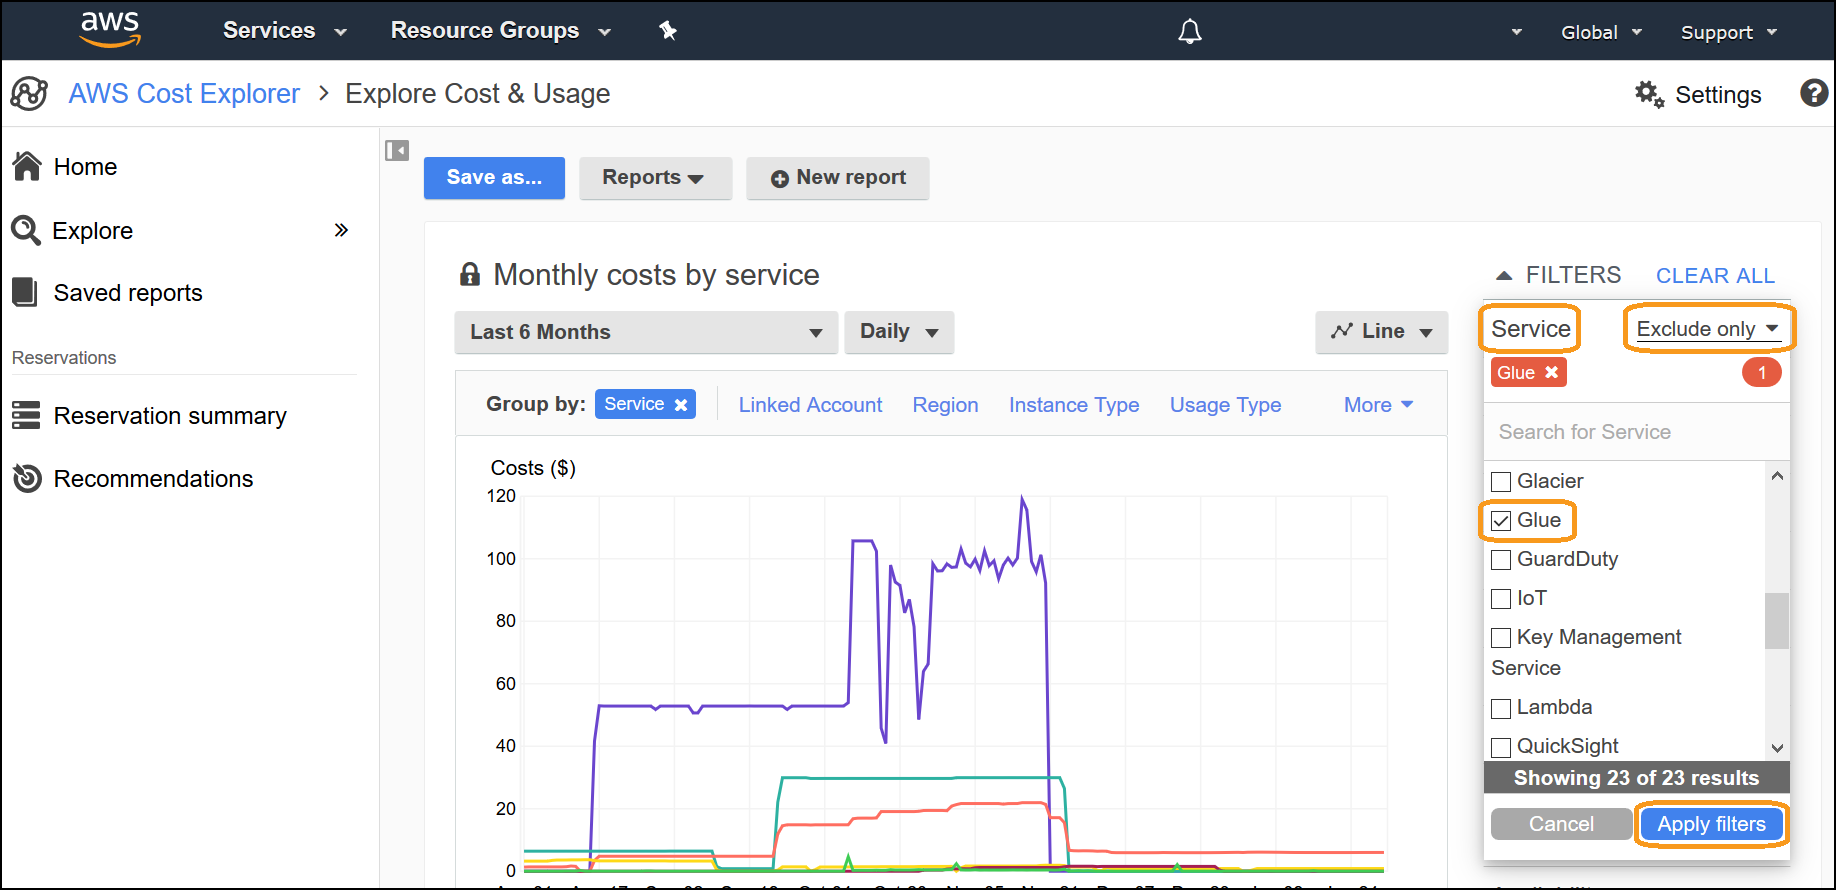 aws
Services
Resource Groups
Global
Support
AWS Cost Explorer > Explore Cost & Usage
Settings
?
Home
Explore »
Saved reports
Reservations
Reservation summary
Recommendations
Save as...
Reports
New report
Monthly costs by service
Last 6 Months
Daily
Line
Group by: Service ×
Linked Account
Region
Instance Type
Usage Type
More
Costs ($)
120
100
80
60
40
20
0
FILTERS
CLEAR ALL
Service
Exclude only
Glue ×
1
Search for Service
Glacier
Glue
GuardDuty
IoT
Key Management
Service
Lambda
QuickSight
Showing 23 of 23 results
Cancel
Apply filters